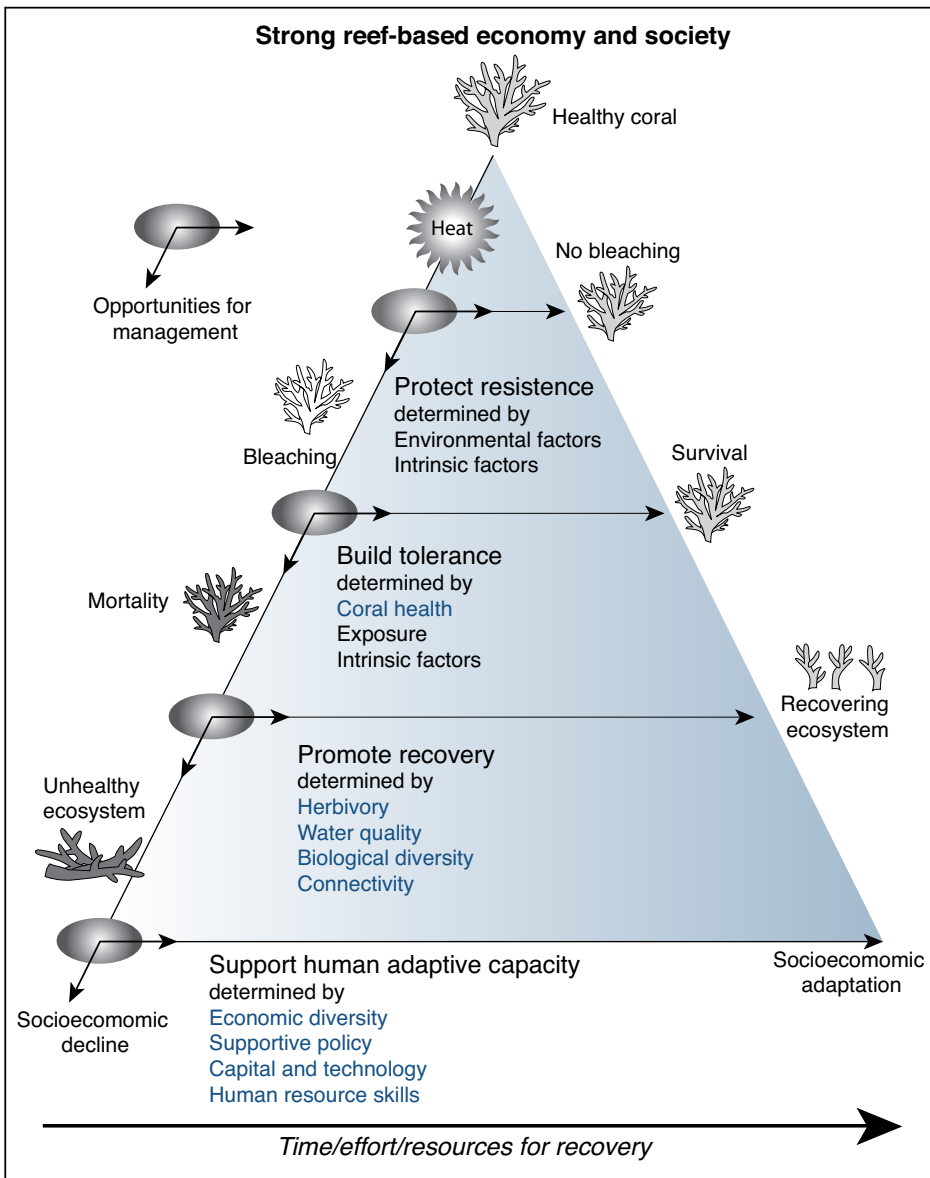 Strong reef-based economy and society
Healthy coral
Heat
No bleaching
Opportunities for
management
Protect resistence
determined by
Environmental factors
Intrinsic factors
Bleaching
Survival
Build tolerance
determined by
Coral health
Exposure
Intrinsic factors
Mortality
Recovering
ecosystem
Promote recovery
determined by
Herbivory
Water quality
Biological diversity
Connectivity
Unhealthy
ecosystem
Support human adaptive capacity
determined by
Economic diversity
Supportive policy
Capital and technology
Human resource skills
Socioecomomic
adaptation
Socioecomomic
decline
Time/effort/resources for recovery